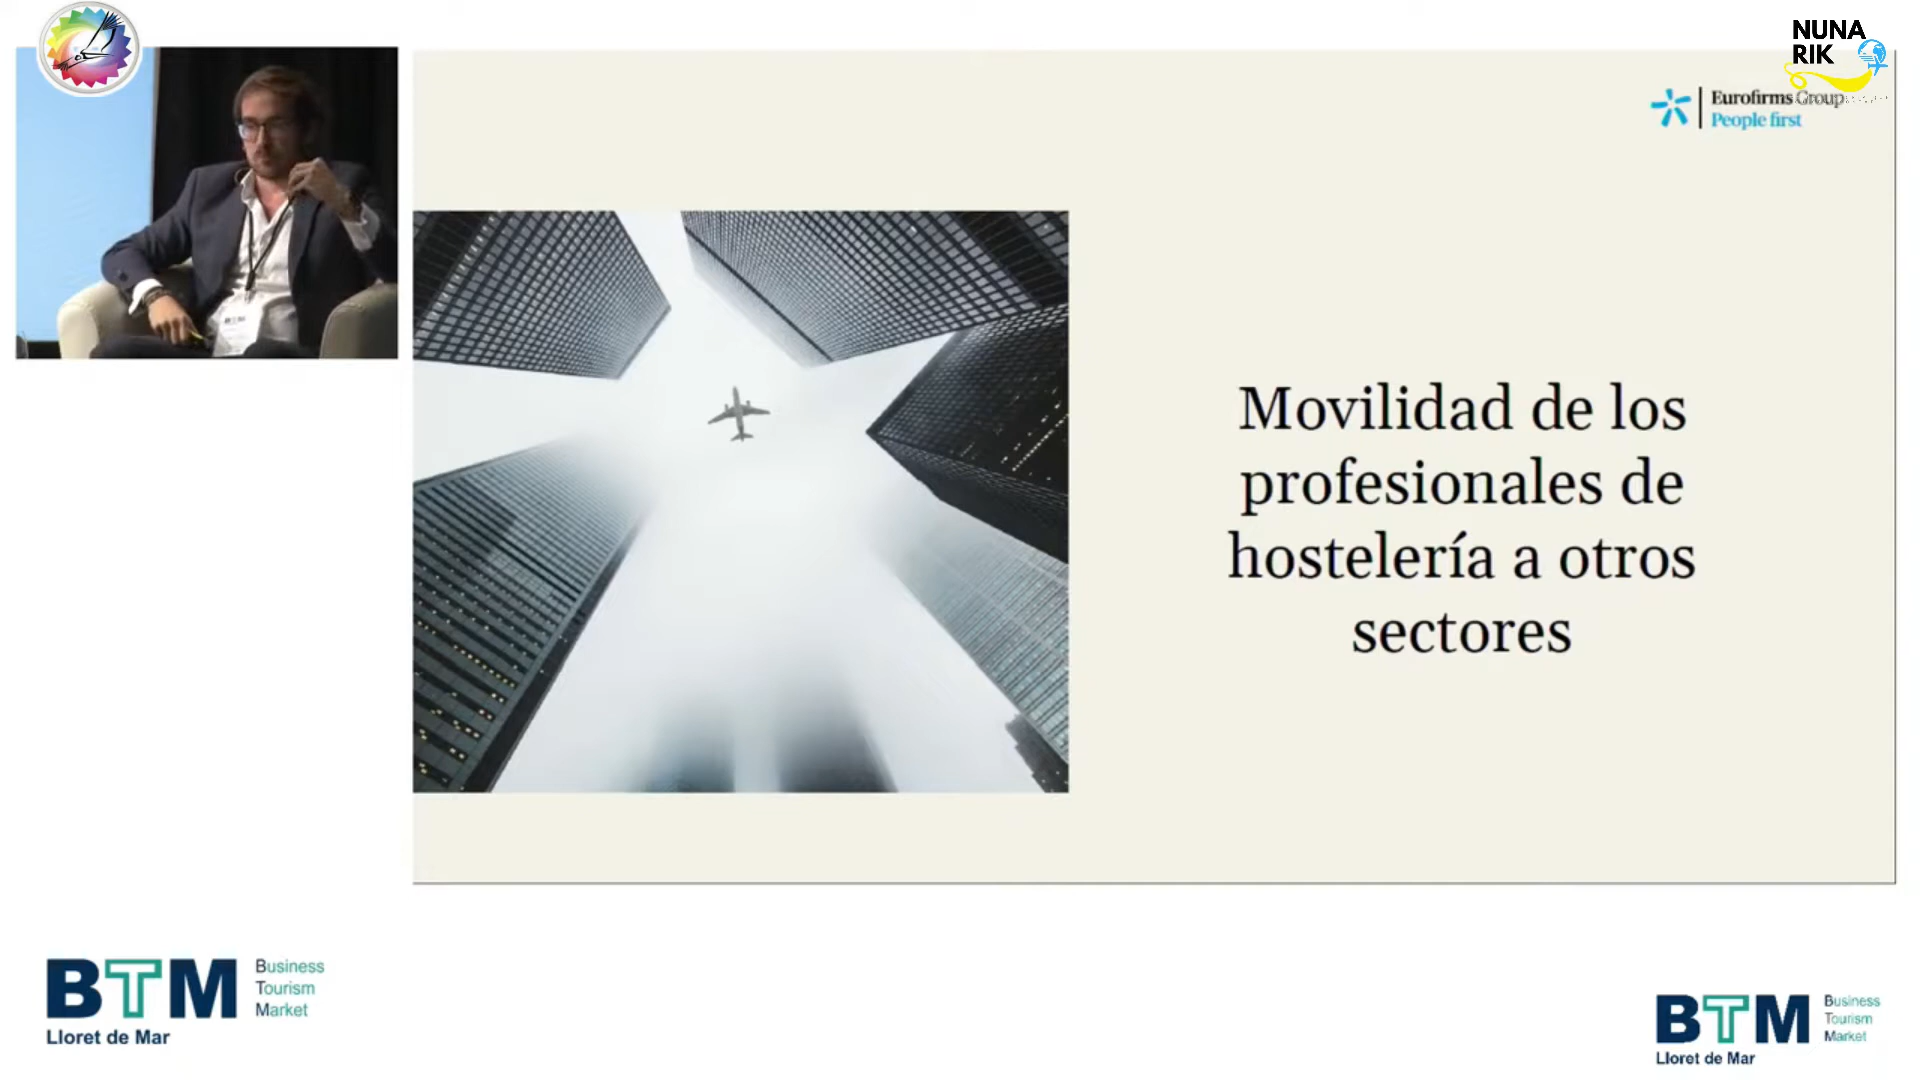 NUNA
RIK
Eurofirms Group
People first
Movilidad de los
profesionales de
hostelería a otros
sectores
BTM
Business
Tourism
Market
Lloret de Mar
BTM
Business
Tourism
Market
Lloret de Mar